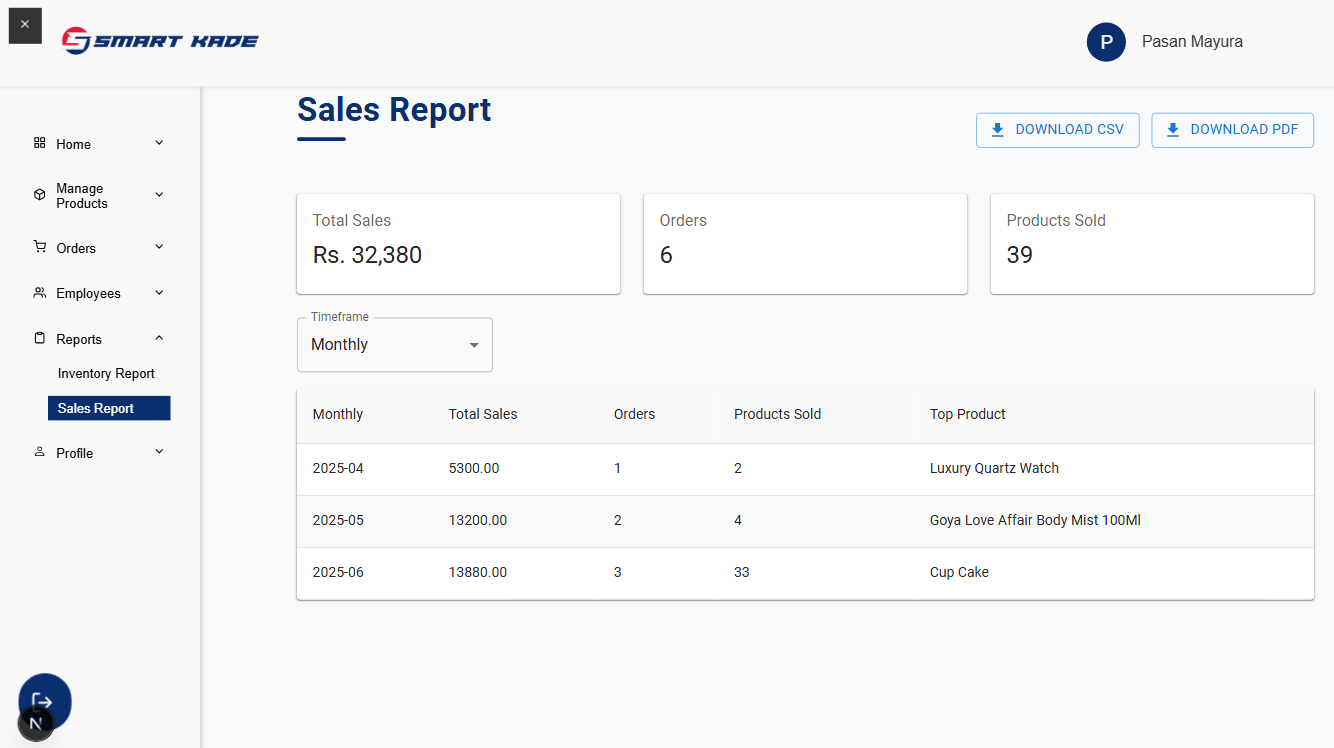 ×
SMART KADE
P
Pasan Mayura
Home
Manage
Products
Orders
Employees
Reports
Inventory Report
Sales Report
Profile
N
Sales Report
DOWNLOAD CSV
DOWNLOAD PDF
Total Sales
Rs. 32,380
Orders
6
Products Sold
39
Timeframe
Monthly
Monthly Total Sales Orders Products Sold Top Product
2025-04 5300.00 1 2 Luxury Quartz Watch
2025-05 13200.00 2 4 Goya Love Affair Body Mist 100Ml
2025-06 13880.00 3 33 Cup Cake